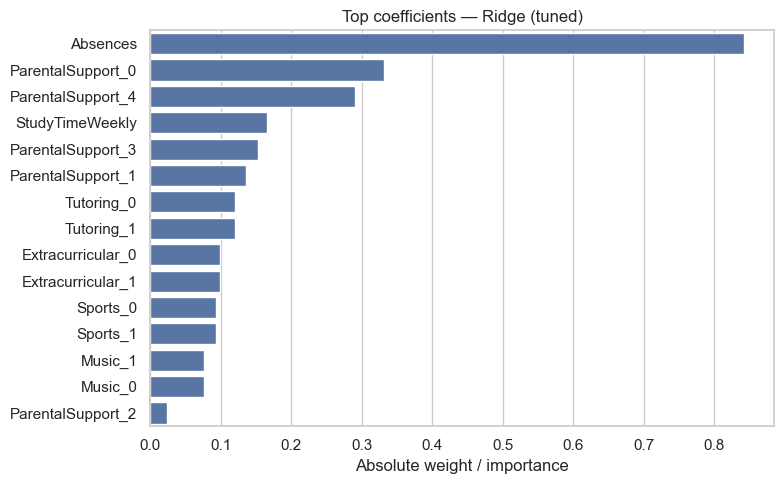 Top coefficients — Ridge (tuned)
Absences
ParentalSupport_0
ParentalSupport_4
StudyTimeWeekly
ParentalSupport_3
ParentalSupport_1
Tutoring_0
Tutoring_1
Extracurricular_0
Extracurricular_1
Sports_0
Sports_1
Music_1
Music_0
ParentalSupport_2
0.0 0.1 0.2 0.3 0.4 0.5 0.6 0.7 0.8
Absolute weight / importance